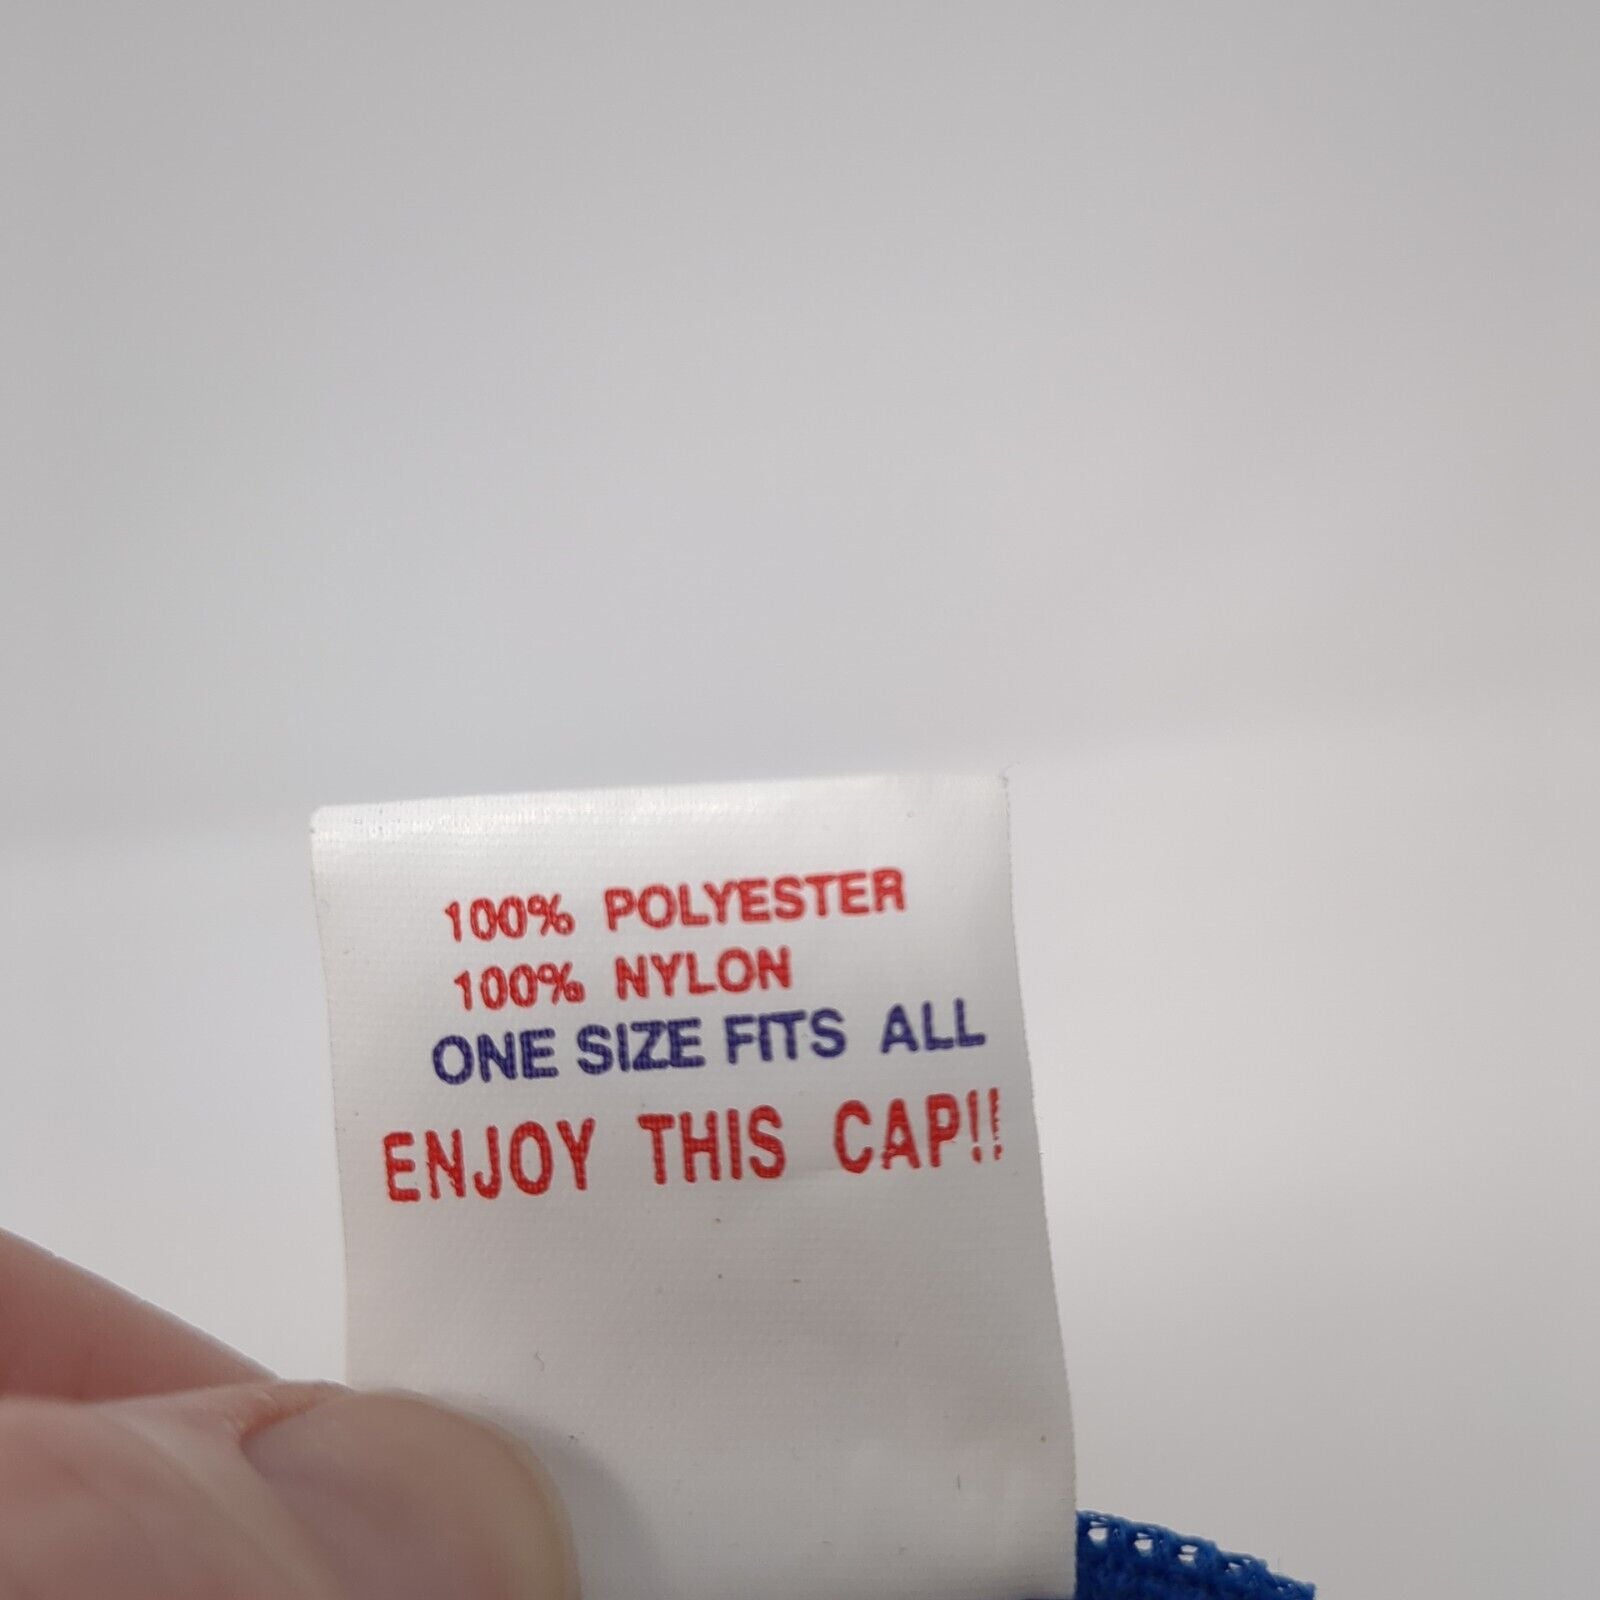 100% POLYESTER
100% NYLON
ONE SIZE FITS ALL
ENJOY THIS CAP!!